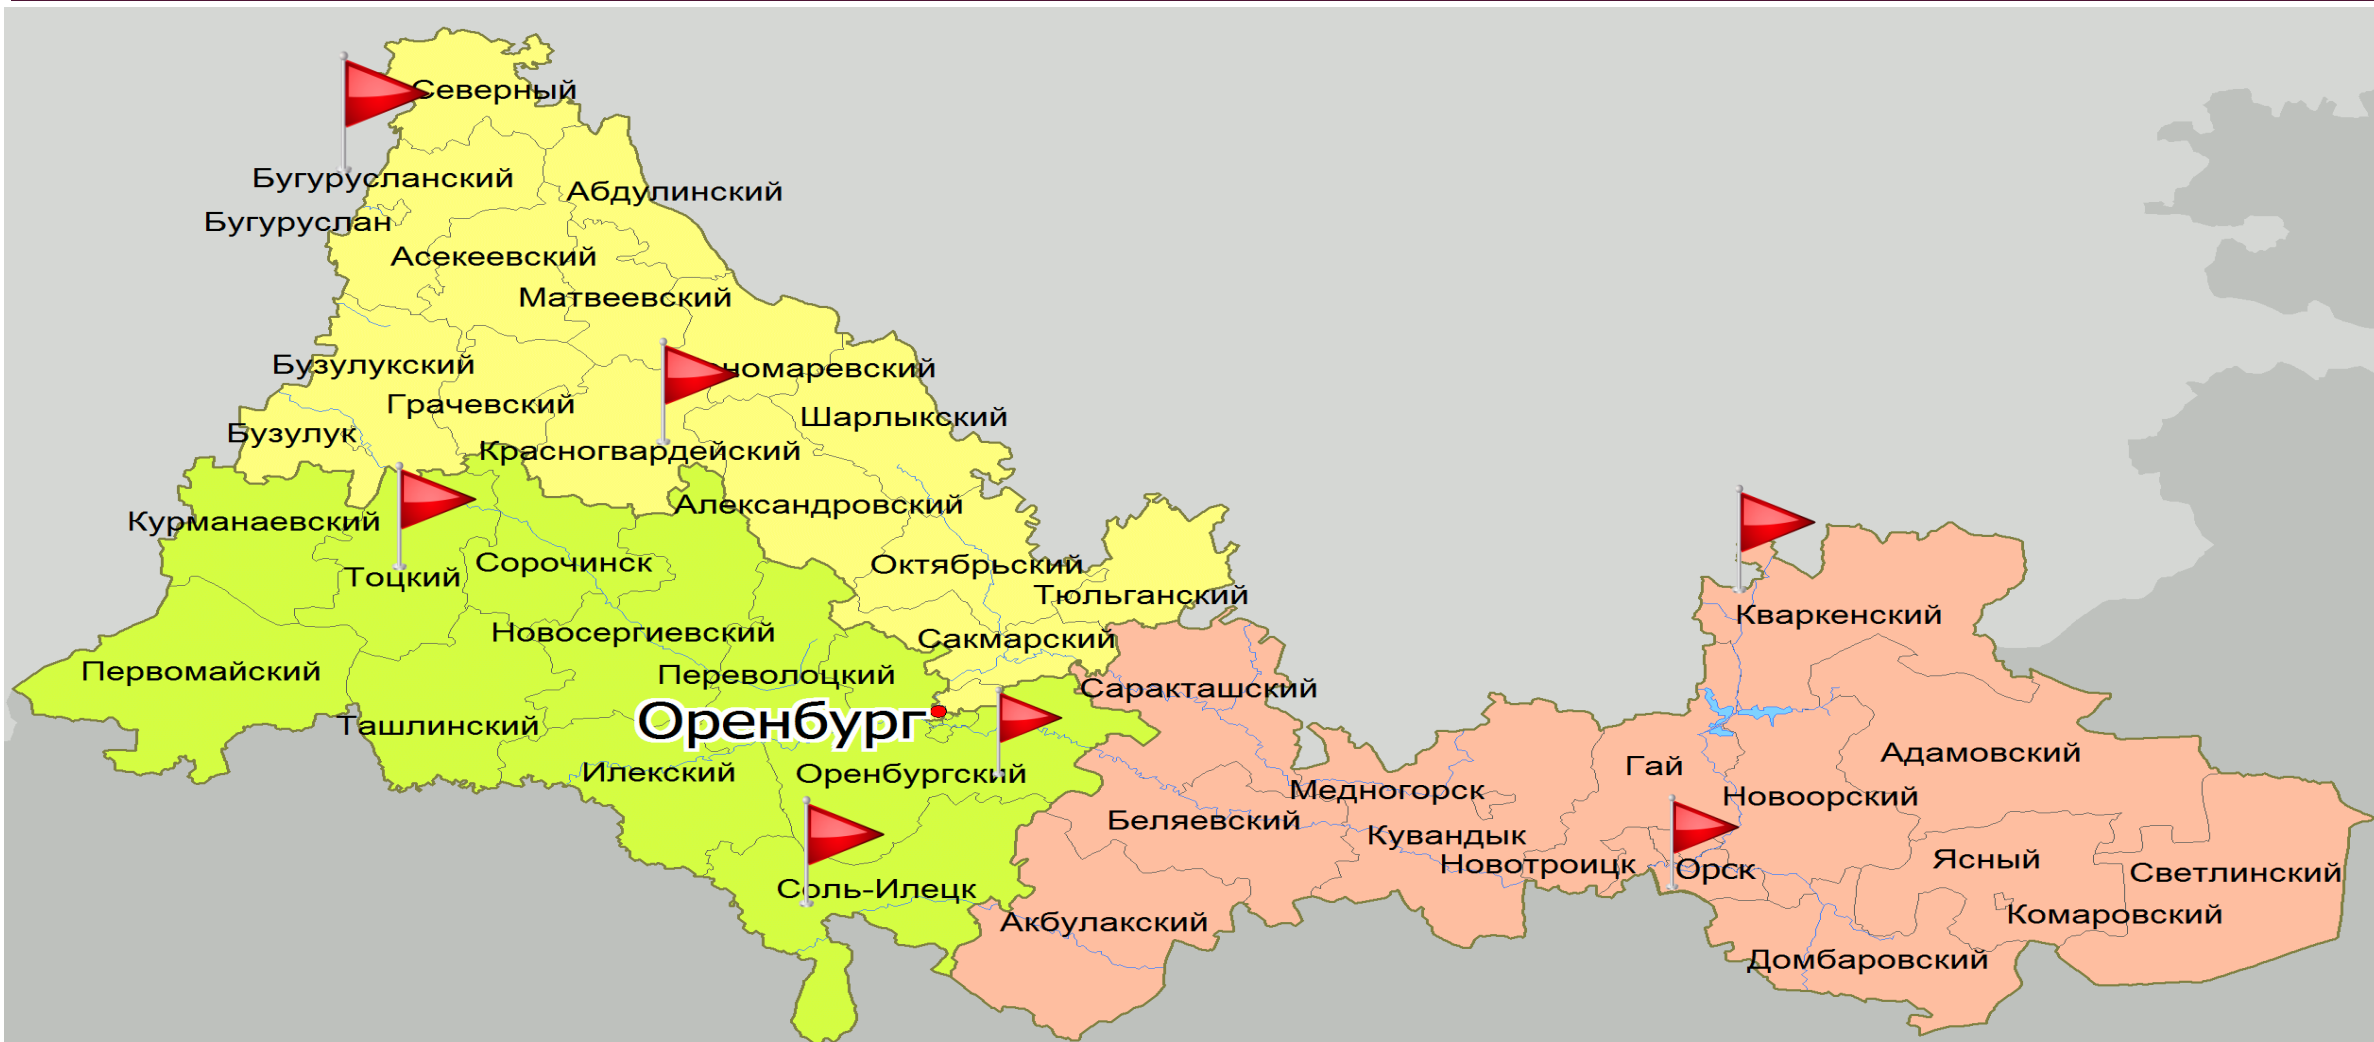 Северный
Бугурусланский
Абдулинский
Бугуруслан
Асекеевский
Матвеевский
Бузулукский
номаревский
Грачевский
Шарлыкский
Бузулук
Красногвардейский
Александровский
Курманаевский
Сорочинск
Октябрьский
Тоцкий
Тюльганский
Кваркенский
Новосергиевский
Сакмарский
Первомайский
Переволоцкий
Саракташский
Оренбург
Ташлинский
Адамовский
Гай
Илекский
Оренбургский
Медногорск
Новоорский
Беляевский
Кувандык
Новотроицк
Орск
Ясный
Светлинский
Соль-Илецк
Комаровский
Акбулакский
Домбаровский